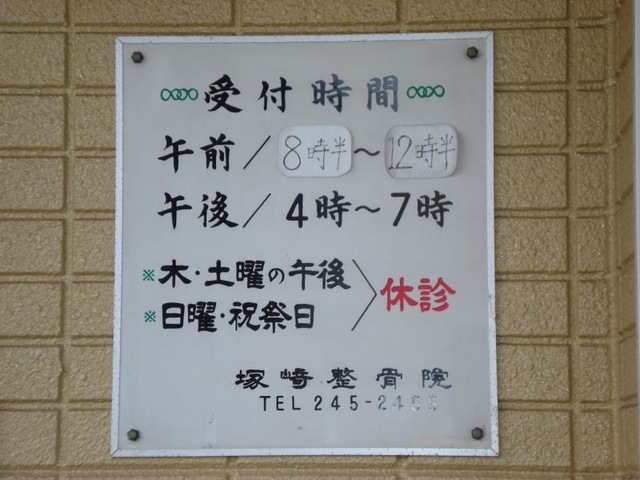 受付時間
午前/8時半～12時半
午後/4時～7時
※木・土曜の午後
※日曜・祝祭日
休診
塚崎整骨院
TEL 245-24